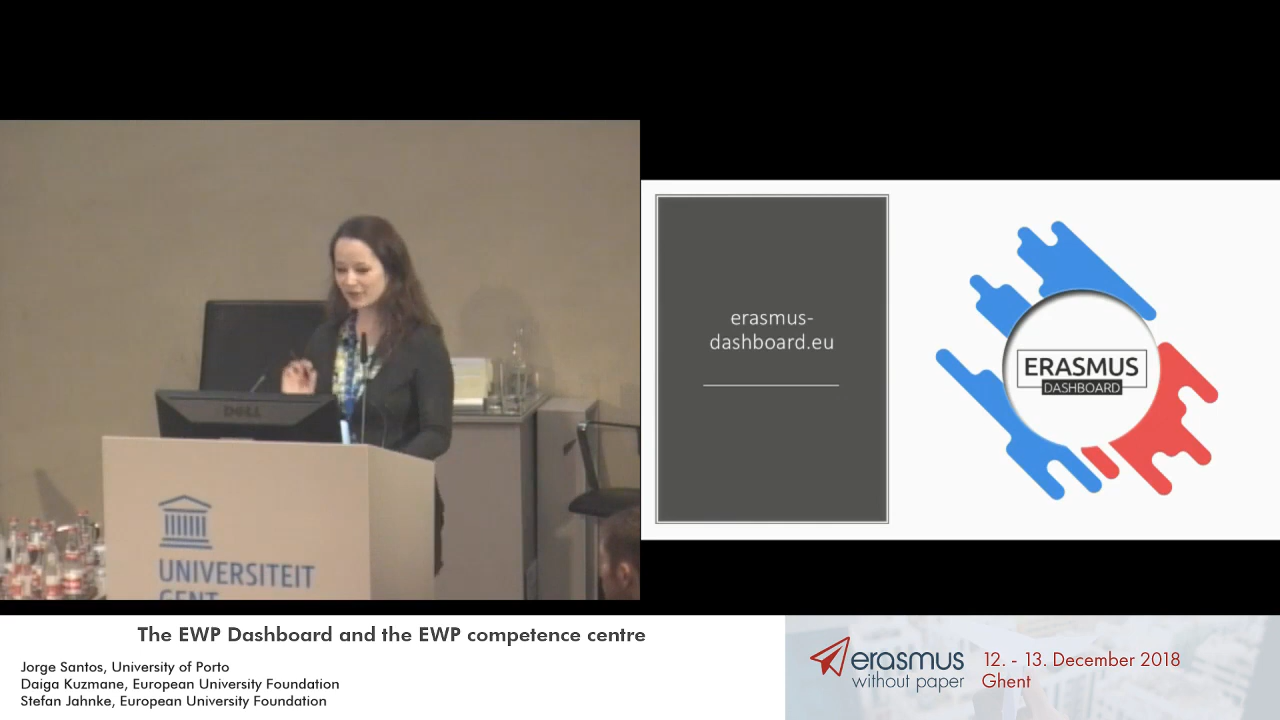 DELL
UNIVERSITEIT
GENT
erasmus-
dashboard.eu
ERASMUS
DASHBOARD
The EWP Dashboard and the EWP competence centre
Jorge Santos, University of Porto
Daiga Kuzmane, European University Foundation
Stefan Jahnke, European University Foundation
erasmus
without paper
12. - 13. December 2018
Ghent